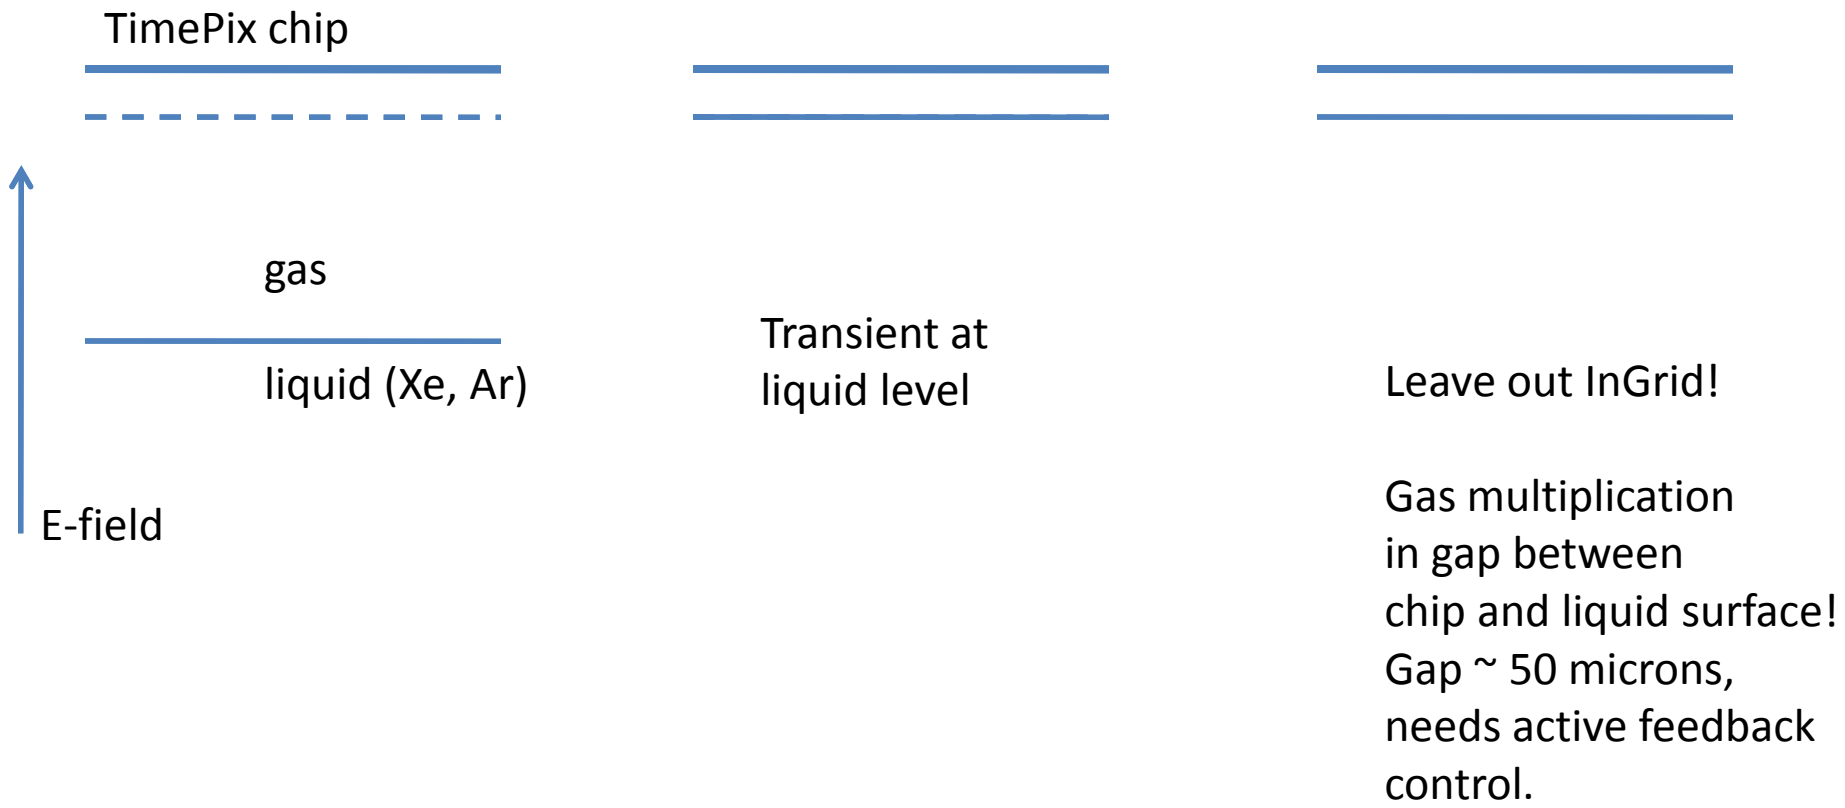 TimePix chip
gas
liquid (Xe, Ar)
E-field
Transient at
liquid level
Leave out InGrid!
Gas multiplication
in gap between
chip and liquid surface!
Gap ~ 50 microns,
needs active feedback
control.